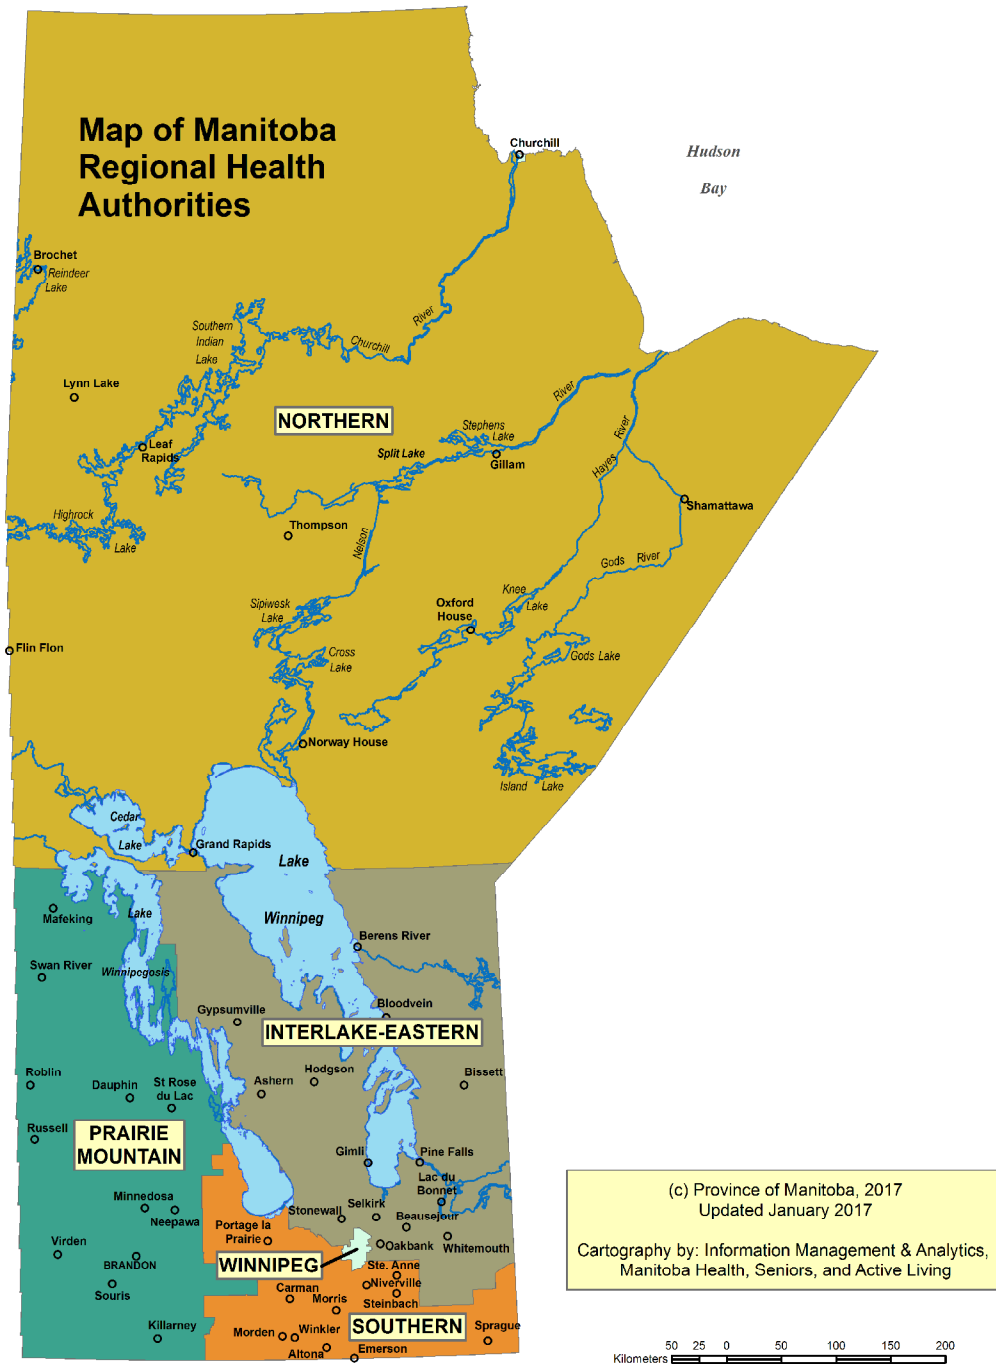 Map of Manitoba
Regional Health
Authorities
Churchill
Hudson
Bay
Brochet
Reindeer
Lake
Southern
Indian
Lake
River
Churchill
Lynn Lake
NORTHERN
River
Stephens
Lake
River
Leaf
Rapids
Split Lake
Gillam
Hayes
Shamattawa
Highrock
Lake
Thompson
Nelson
Gods River
Knee
Lake
Sipiwesk
Lake
Oxford
House
Flin Flon
Cross
Lake
Gods Lake
Norway House
Island Lake
Cedar
Lake
Grand Rapids
Lake
Winnipeg
Mafeking
Lake
Berens River
Swan River
Winnipegosis
Bloodvein
Gypsumville
INTERLAKE-EASTERN
Roblin
Dauphin
St Rose
du Lac
Ashern
Hodgson
Bissett
Russell
PRAIRIE
MOUNTAIN
Gimli
Pine Falls
Lac du
Bonnet
Minnedosa
Neepawa
Stonewall
Selkirk
Beausejour
Portage la
Prairie
Oakbank
Whitemouth
Virden
BRANDON
Souris
WINNIPEG
Ste. Anne
Niverville
Steinbach
Carman
Morris
SOUTHERN
Killarney
Morden
Winkler
Altona
Emerson
Sprague
(c) Province of Manitoba, 2017
Updated January 2017
Cartography by: Information Management & Analytics,
Manitoba Health, Seniors, and Active Living
50 25 0 50 100 150 200
Kilometers